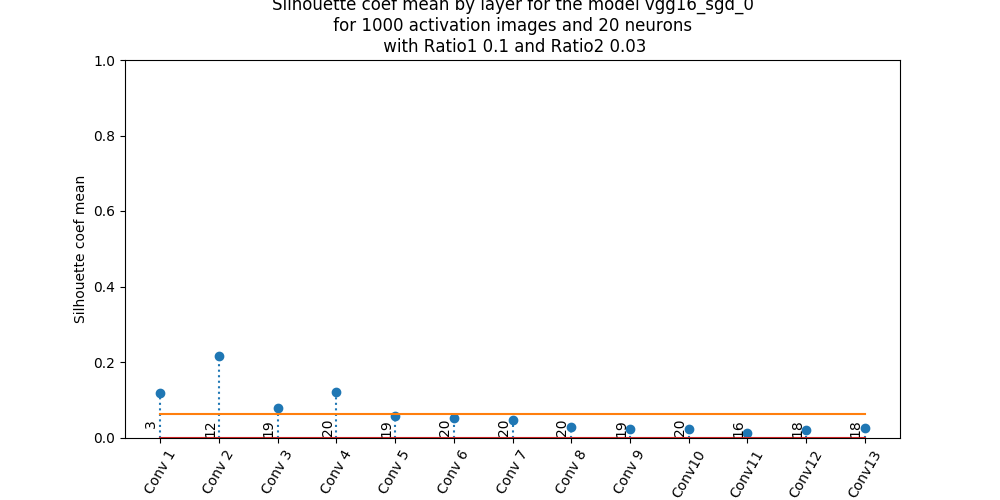 Silhouette coef mean by layer for the model vgg16_sgd_0
for 1000 activation images and 20 neurons
with Ratio1 0.1 and Ratio2 0.03
1.0
0.8
0.6
0.4
0.2
0.0
Silhouette coef mean
3
12
19
20
19
20
20
20
19
20
16
18
18
Conv 1
Conv 2
Conv 3
Conv 4
Conv 5
Conv 6
Conv 7
Conv 8
Conv 9
Conv10
Conv11
Conv12
Conv13